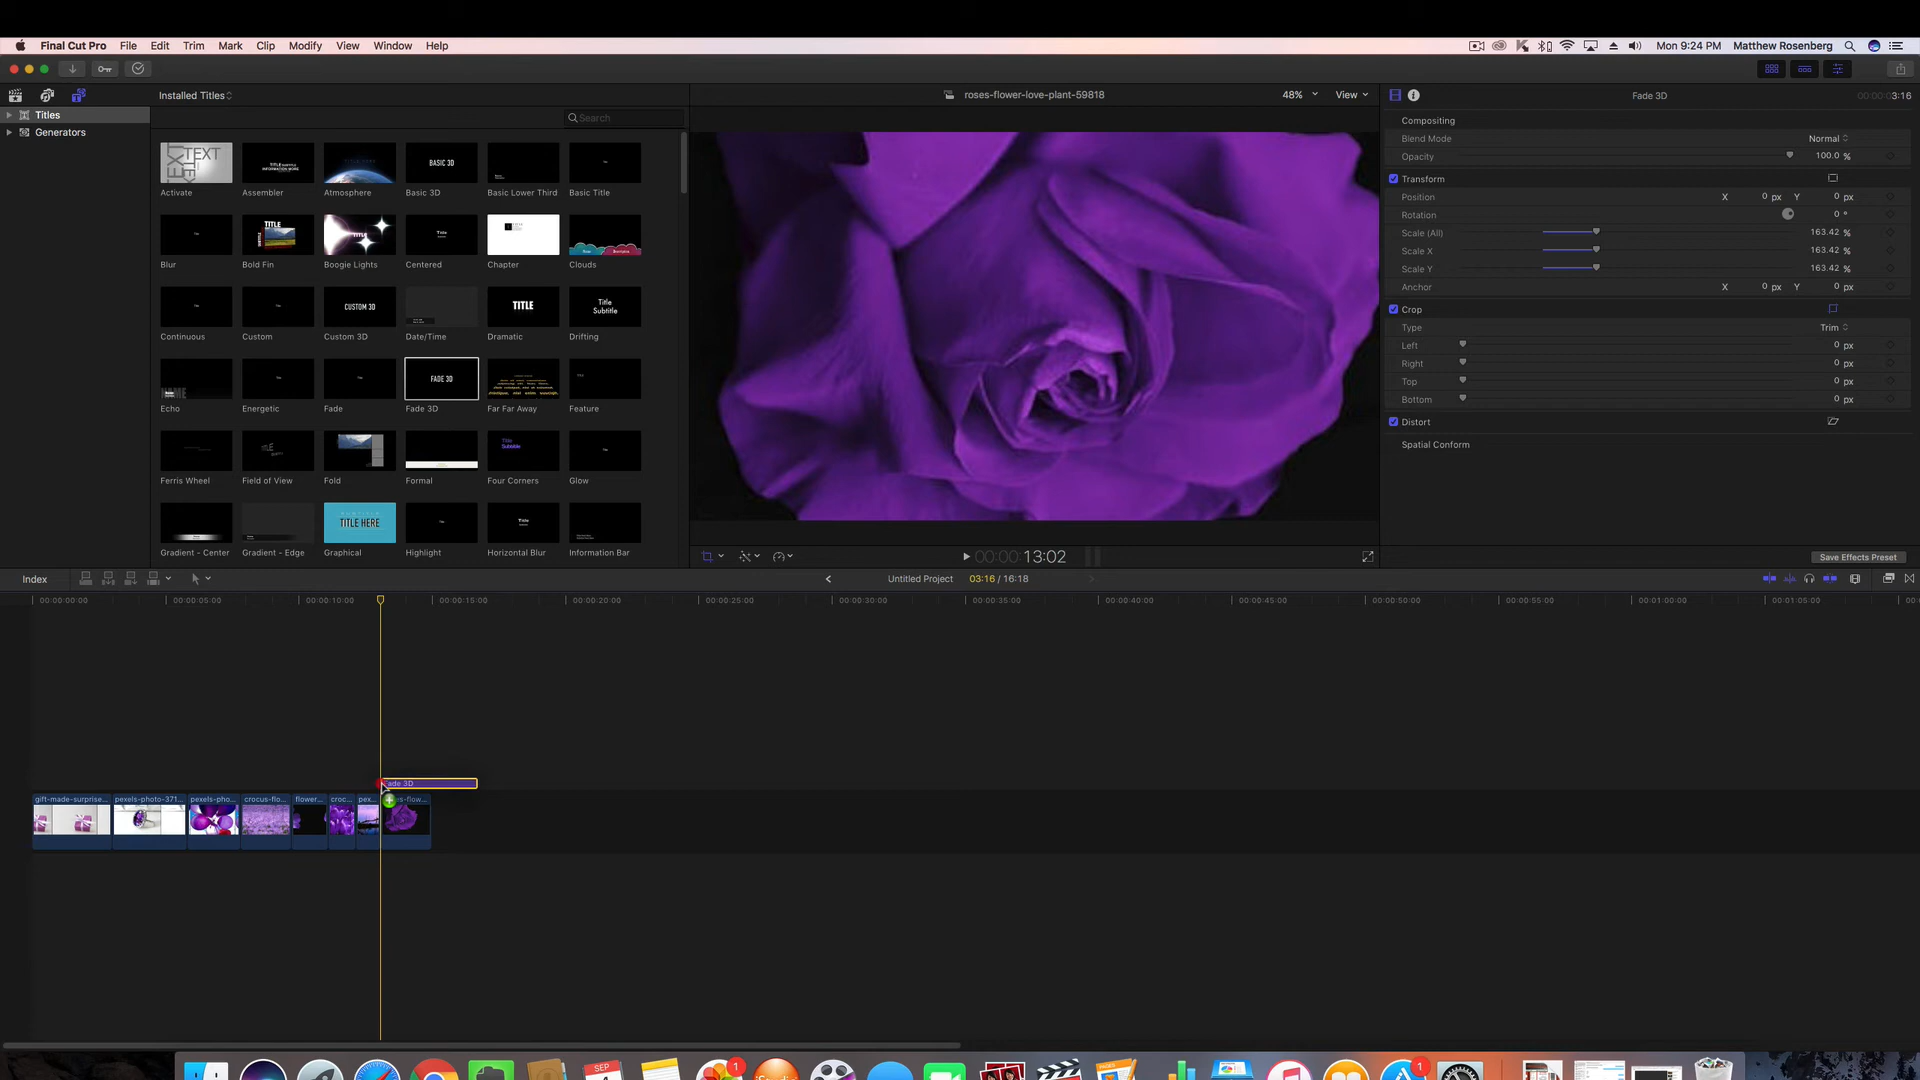 Final Cut Pro File Edit Trim Mark Clip Modify View Window Help
Mon 9:24 PM Matthew Rosenberg
Installed Titles
Titles
Generators
Search
Activate Assembler Atmosphere Basic 3D Basic Lower Third Basic Title
Blur Bold Fin Boogie Lights Centered Chapter Clouds
Continuous Custom Custom 3D Date/Time Dramatic Drifting
Echo Energetic Fade Fade 3D Far Far Away Feature
Ferris Wheel Field of View Fold Formal Four Corners Glow
Gradient - Center Gradient - Edge Graphical Highlight Horizontal Blur Information Bar
TEXT TEXT
BASIC 3D
TITLE
CUSTOM 3D
TITLE
Title
Subtitle
FADE 3D
Title
Subtitle
TITLE HERE
roses-flower-love-plant-59818
48% View
00:00:00:13:02
Fade 3D
3:16
Compositing
Blend Mode Normal
Opacity 100.0 %
Transform
Position X 0 px Y 0 px
Rotation 0 °
Scale (All) 163.42 %
Scale X 163.42 %
Scale Y 163.42 %
Anchor X 0 px Y 0 px
Crop
Type Trim
Left 0 px
Right 0 px
Top 0 px
Bottom 0 px
Distort
Spatial Conform
Save Effects Preset
Index
Untitled Project 03:16 / 16:18
00:00:00:00 00:00:05:00 00:00:10:00 00:00:15:00 00:00:20:00 00:00:25:00 00:00:30:00 00:00:35:00 00:00:40:00 00:00:45:00 00:00:50:00 00:00:55:00 00:01:00:00 00:01:05:00
ade 3D
gift-made-surprise... pexels-photo-371... pexels-pho... crocus-flo... flower... croc... pex... es-flow...
SEP
1
1
PAGES